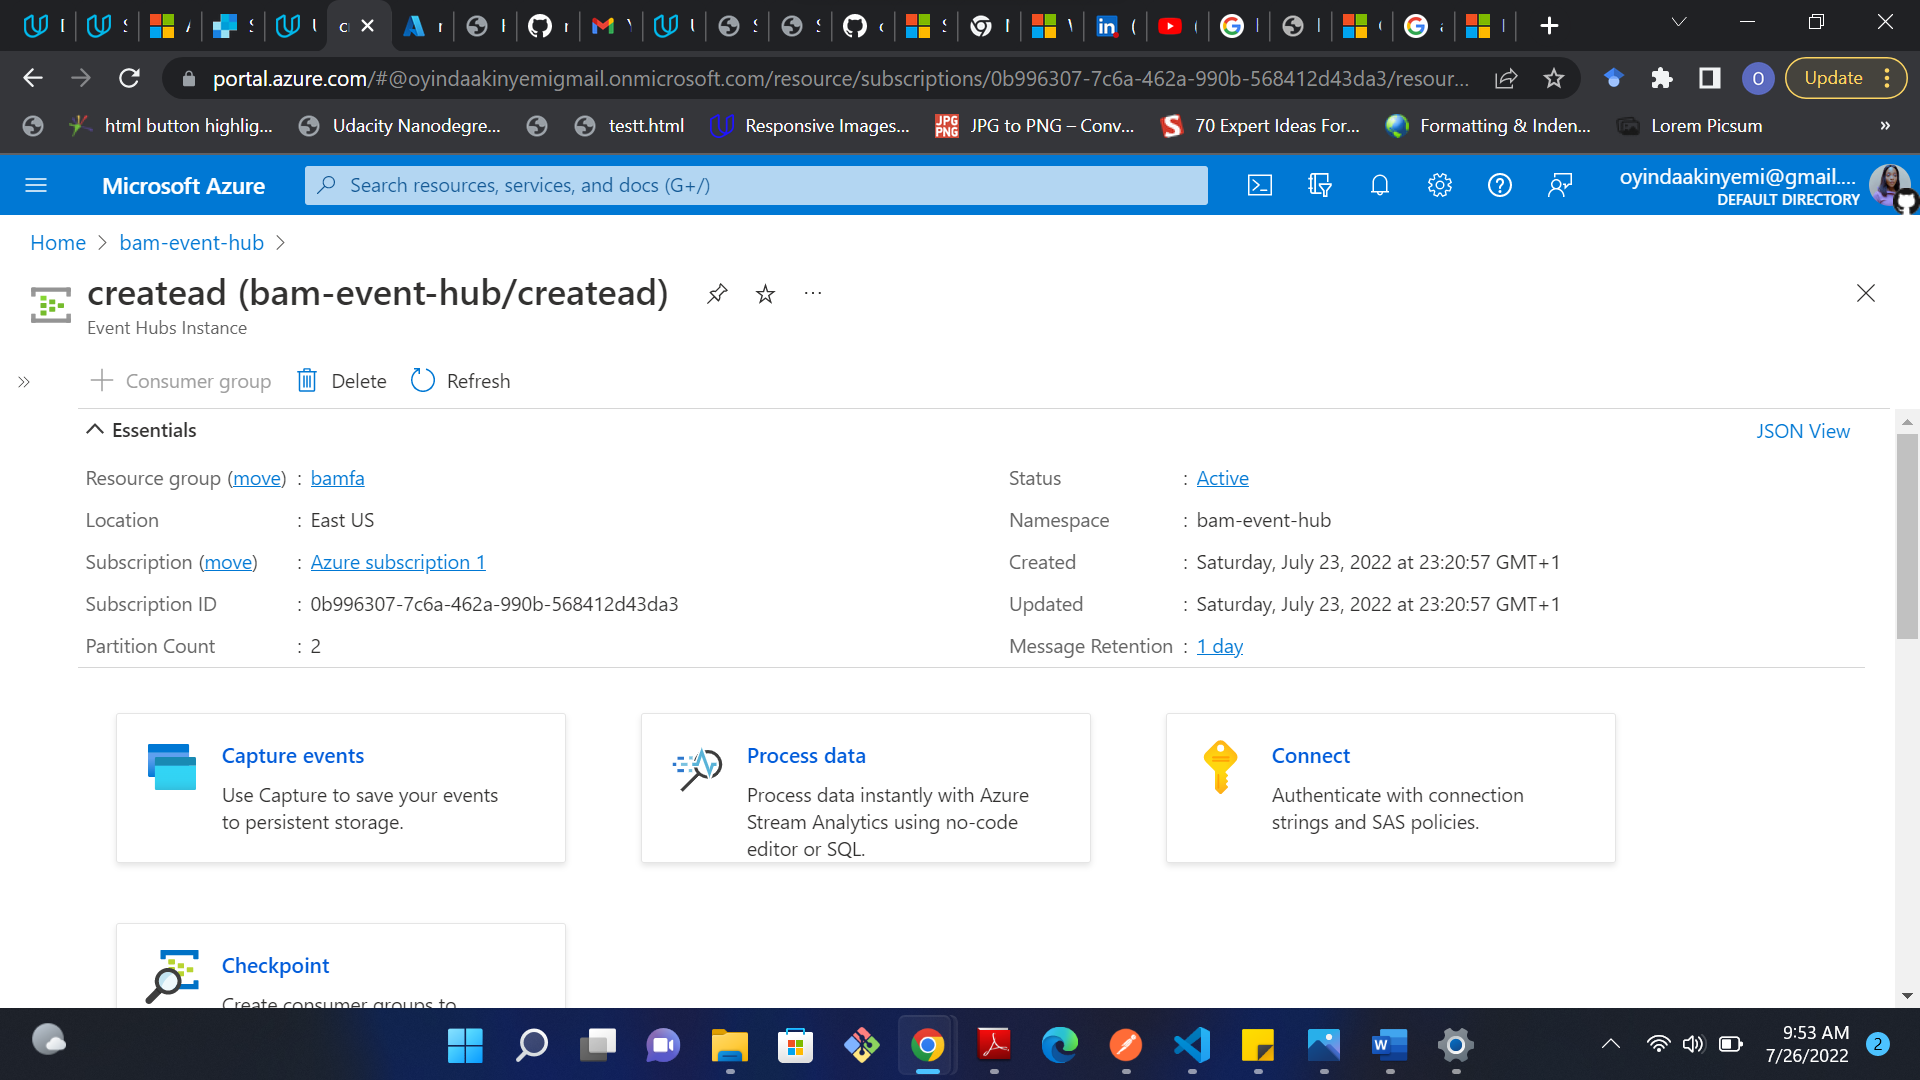 portal.azure.com/#@oyindaakinyemigmail.onmicrosoft.com/resource/subscriptions/0b996307-7c6a-462a-990b-568412d43da3/resour...
O
Update
html button highlig...
Udacity Nanodegre...
testt.html
Responsive Images...
JPG to PNG – Conv...
70 Expert Ideas For...
Formatting & Inden...
Lorem Picsum
»
Microsoft Azure
Search resources, services, and docs (G+/)
oyindaakinyemi@gmail....
DEFAULT DIRECTORY
Home > bam-event-hub >
createad (bam-event-hub/createad)
Event Hubs Instance
Consumer group
Delete
Refresh
Essentials
JSON View
Resource group (move) : bamfa
Status : Active
Location : East US
Namespace : bam-event-hub
Subscription (move) : Azure subscription 1
Created : Saturday, July 23, 2022 at 23:20:57 GMT+1
Subscription ID : 0b996307-7c6a-462a-990b-568412d43da3
Updated : Saturday, July 23, 2022 at 23:20:57 GMT+1
Partition Count : 2
Message Retention : 1 day
Capture events
Use Capture to save your events
to persistent storage.
Process data
Process data instantly with Azure
Stream Analytics using no-code
editor or SQL.
Connect
Authenticate with connection
strings and SAS policies.
Checkpoint
Create consumer groups to
9:53 AM
7/26/2022
2